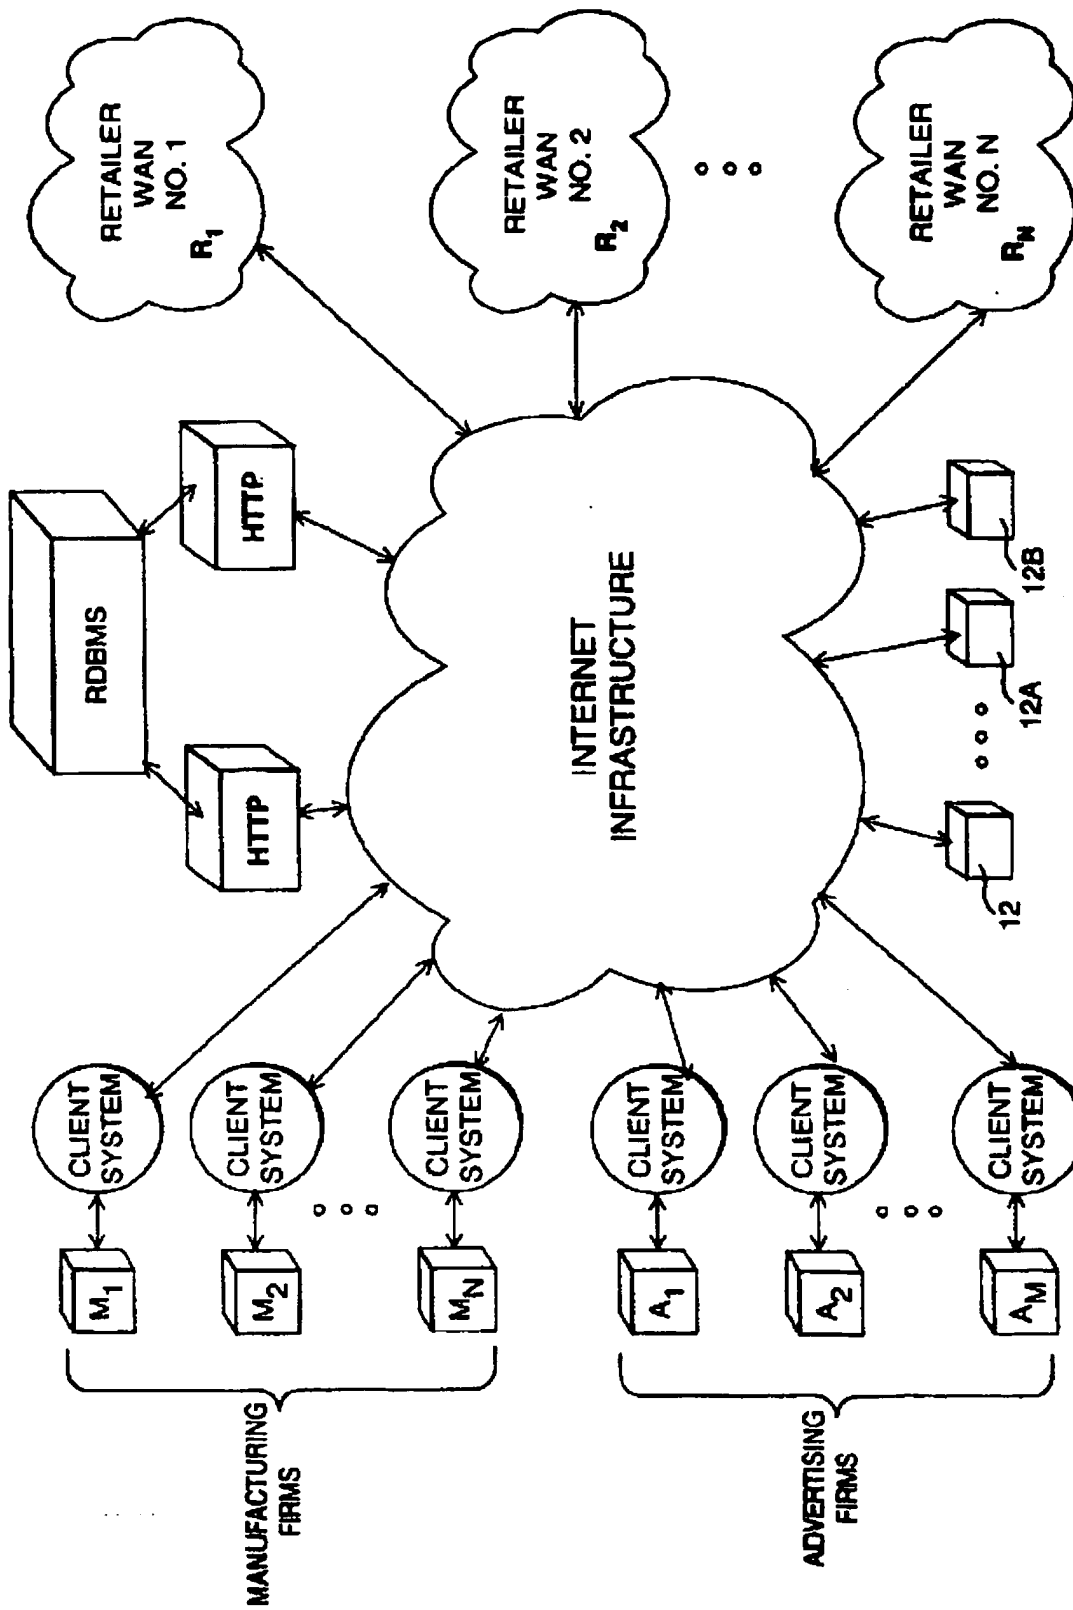 MANUFACTURING
FIRMS
M1
M2
MN
CLIENT
SYSTEM
CLIENT
SYSTEM
CLIENT
SYSTEM
ADVERTISING
FIRMS
A1
A2
AM
CLIENT
SYSTEM
CLIENT
SYSTEM
CLIENT
SYSTEM
RDBMS
HTTP
HTTP
INTERNET
INFRASTRUCTURE
12
12A
12B
RETAILER
WAN
NO. 1
R1
RETAILER
WAN
NO. 2
R2
RETAILER
WAN
NO. N
RN